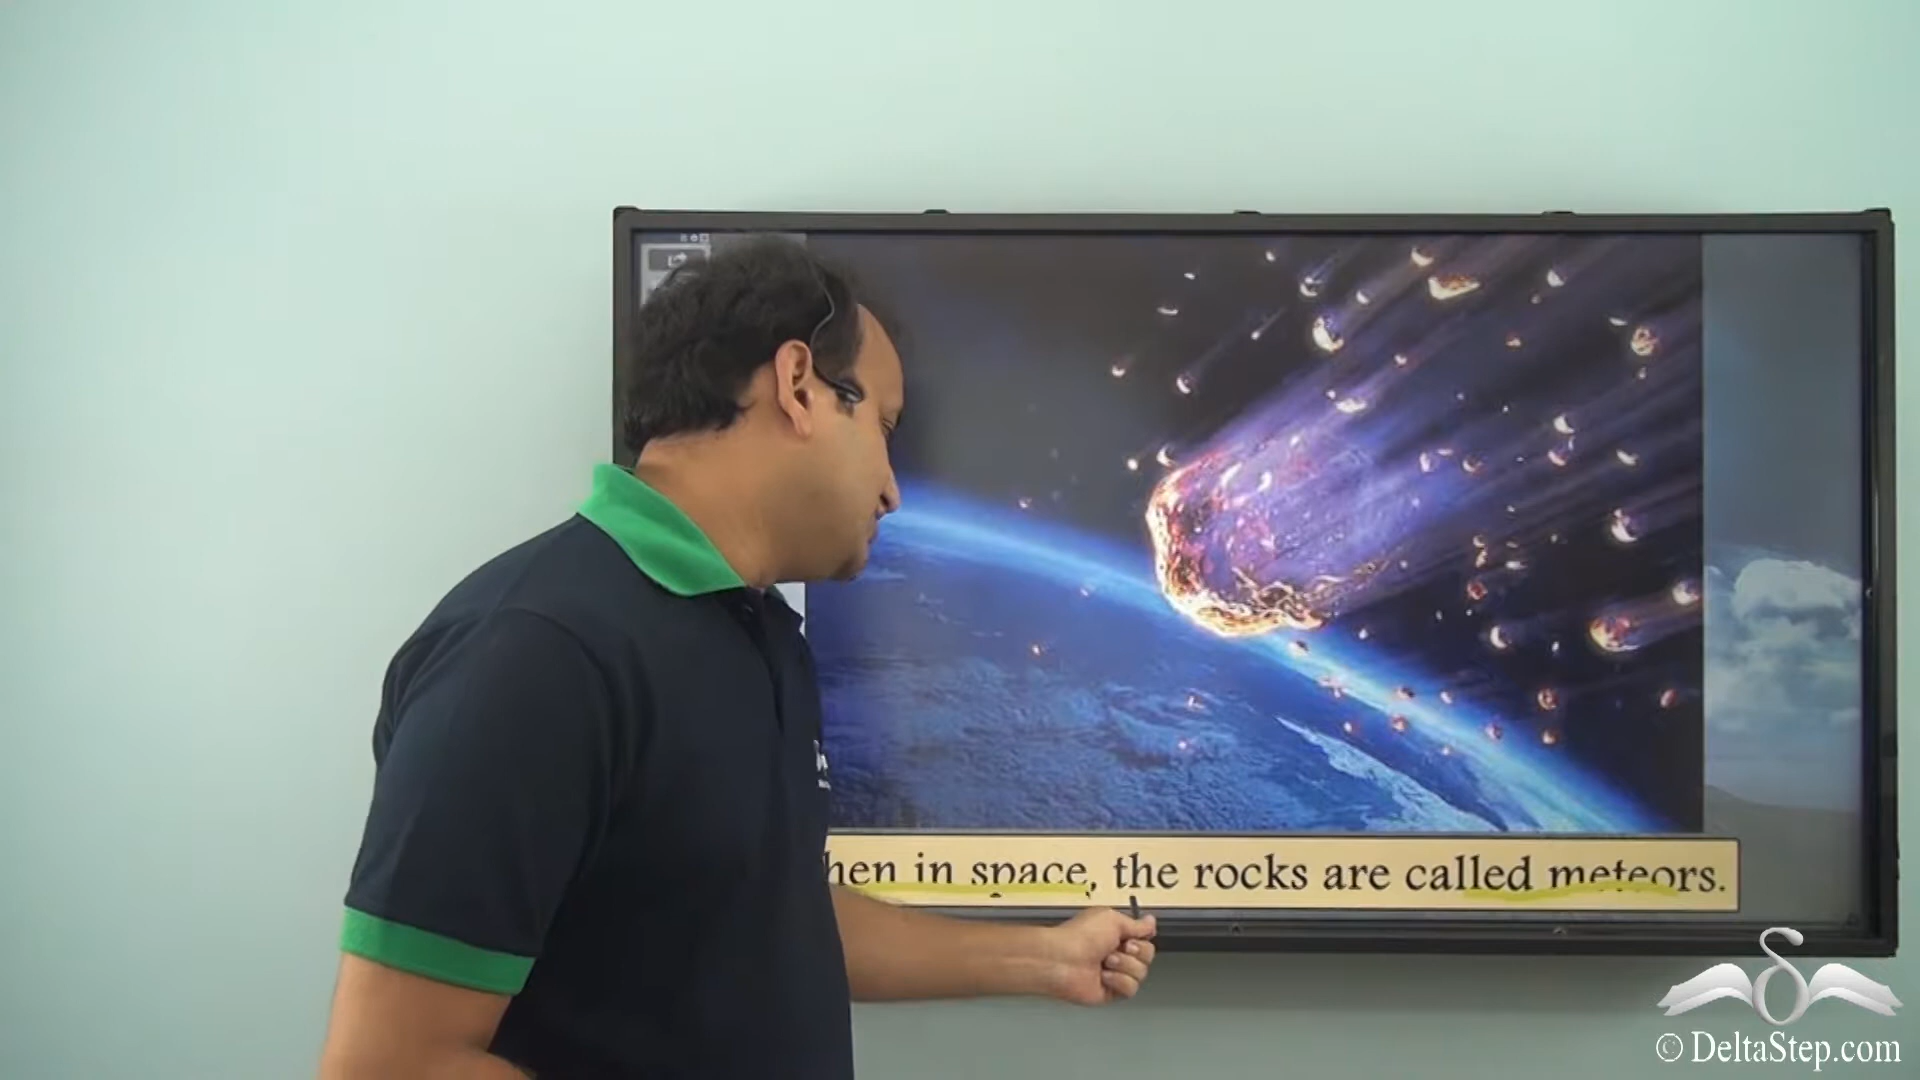 hen in space, the rocks are called meteors.
© DeltaStep.com